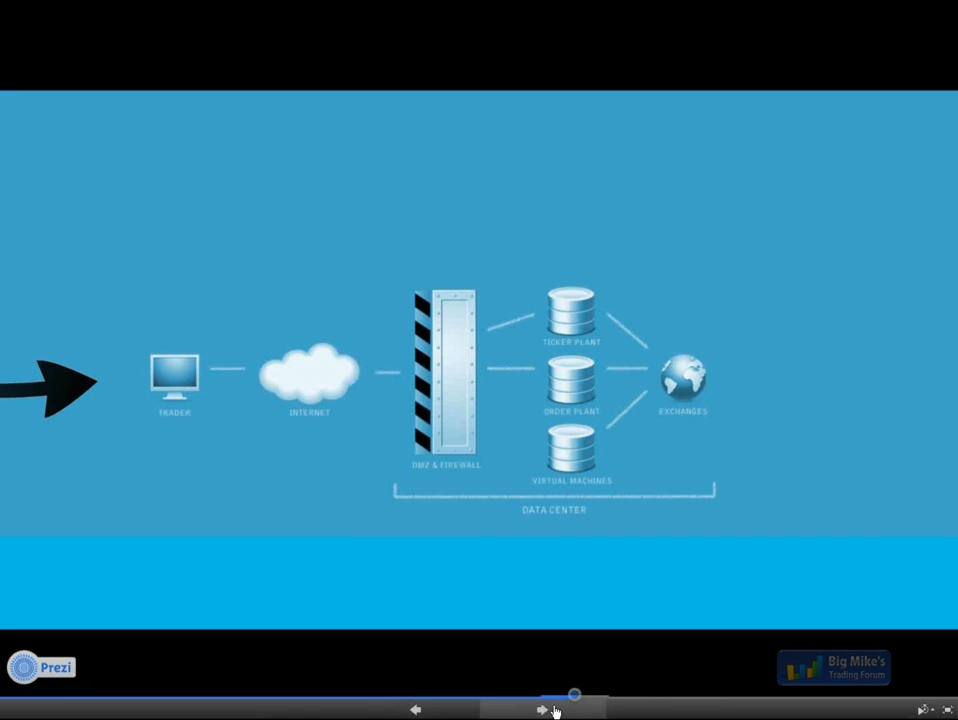 TICKER PLANT
TRADER
INTERNET
ORDER PLANT
EXCHANGES
DMZ & FIREWALL
VIRTUAL MACHINES
DATA CENTER
Prezi
Big Mike's
Trading Forum